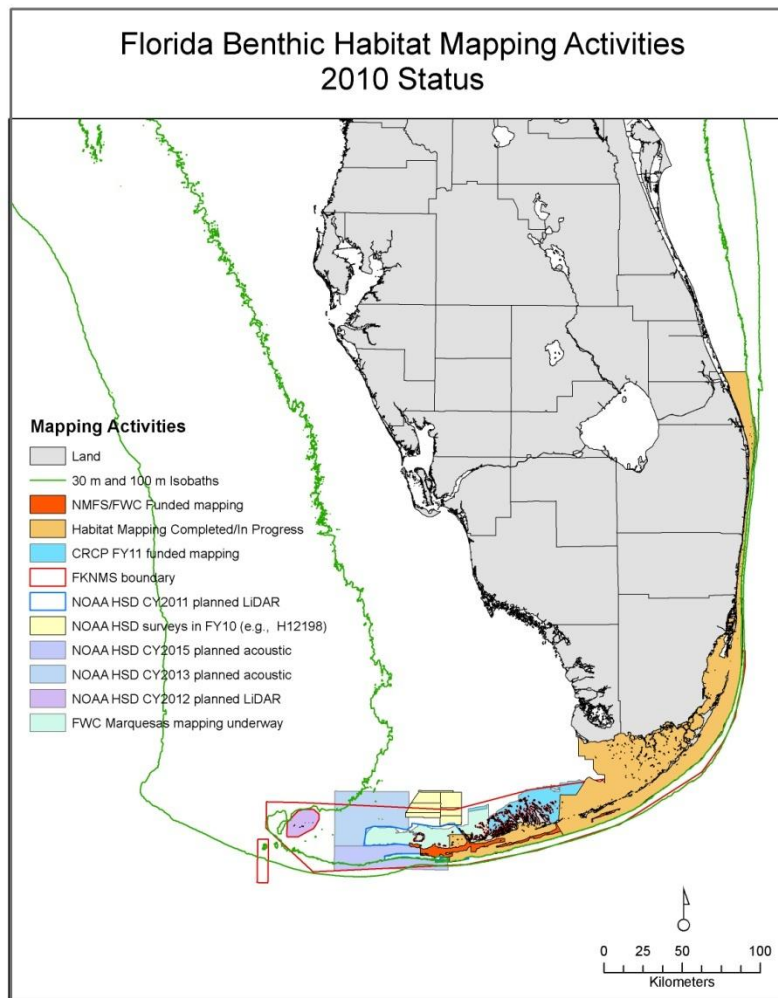 Florida Benthic Habitat Mapping Activities
2010 Status
Mapping Activities
Land
30 m and 100 m Isobaths
NMFS/FWC Funded mapping
Habitat Mapping Completed/In Progress
CRCP FY11 funded mapping
FKNMS boundary
NOAA HSD CY2011 planned LiDAR
NOAA HSD surveys in FY10 (e.g., H12198)
NOAA HSD CY2015 planned acoustic
NOAA HSD CY2013 planned acoustic
NOAA HSD CY2012 planned LiDAR
FWC Marquesas mapping underway
0 25 50 100
Kilometers